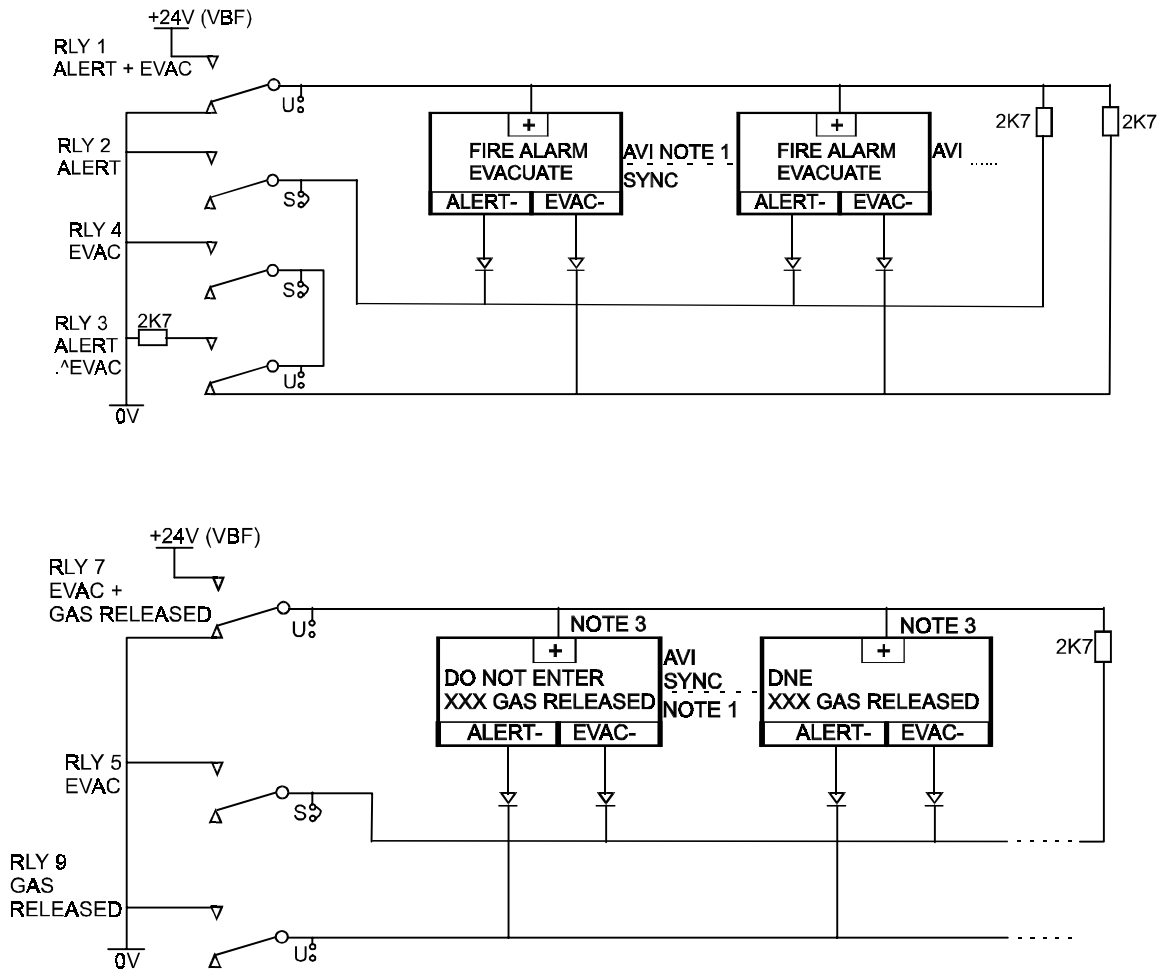 +24V (VBF)
RLY 1
ALERT + EVAC
U
RLY 2
ALERT
S
RLY 4
EVAC
S
RLY 3
2K7
ALERT
.^EVAC
U
0V
+
FIRE ALARM
EVACUATE
ALERT-
EVAC-
AVI NOTE 1
SYNC
+
FIRE ALARM
EVACUATE
ALERT-
EVAC-
AVI ......
2K7
2K7
+24V (VBF)
RLY 7
EVAC +
GAS RELEASED
U
NOTE 3
+
DO NOT ENTER
XXX GAS RELEASED
ALERT-
EVAC-
AVI
SYNC
NOTE 1
NOTE 3
+
DNE
XXX GAS RELEASED
ALERT-
EVAC-
2K7
RLY 5
EVAC
S
RLY 9
GAS
RELEASED
U
0V